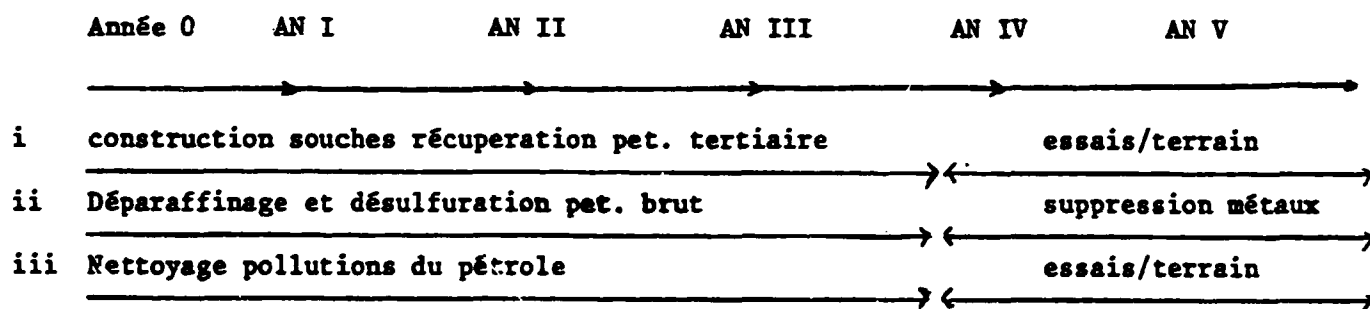 Année 0 AN I AN II AN III AN IV AN V
i construction souches récuperation pet. tertiaire essais/terrain
ii Déparaffinage et désulfuration pet. brut suppression métaux
iii Nettoyage pollutions du pétrole essais/terrain